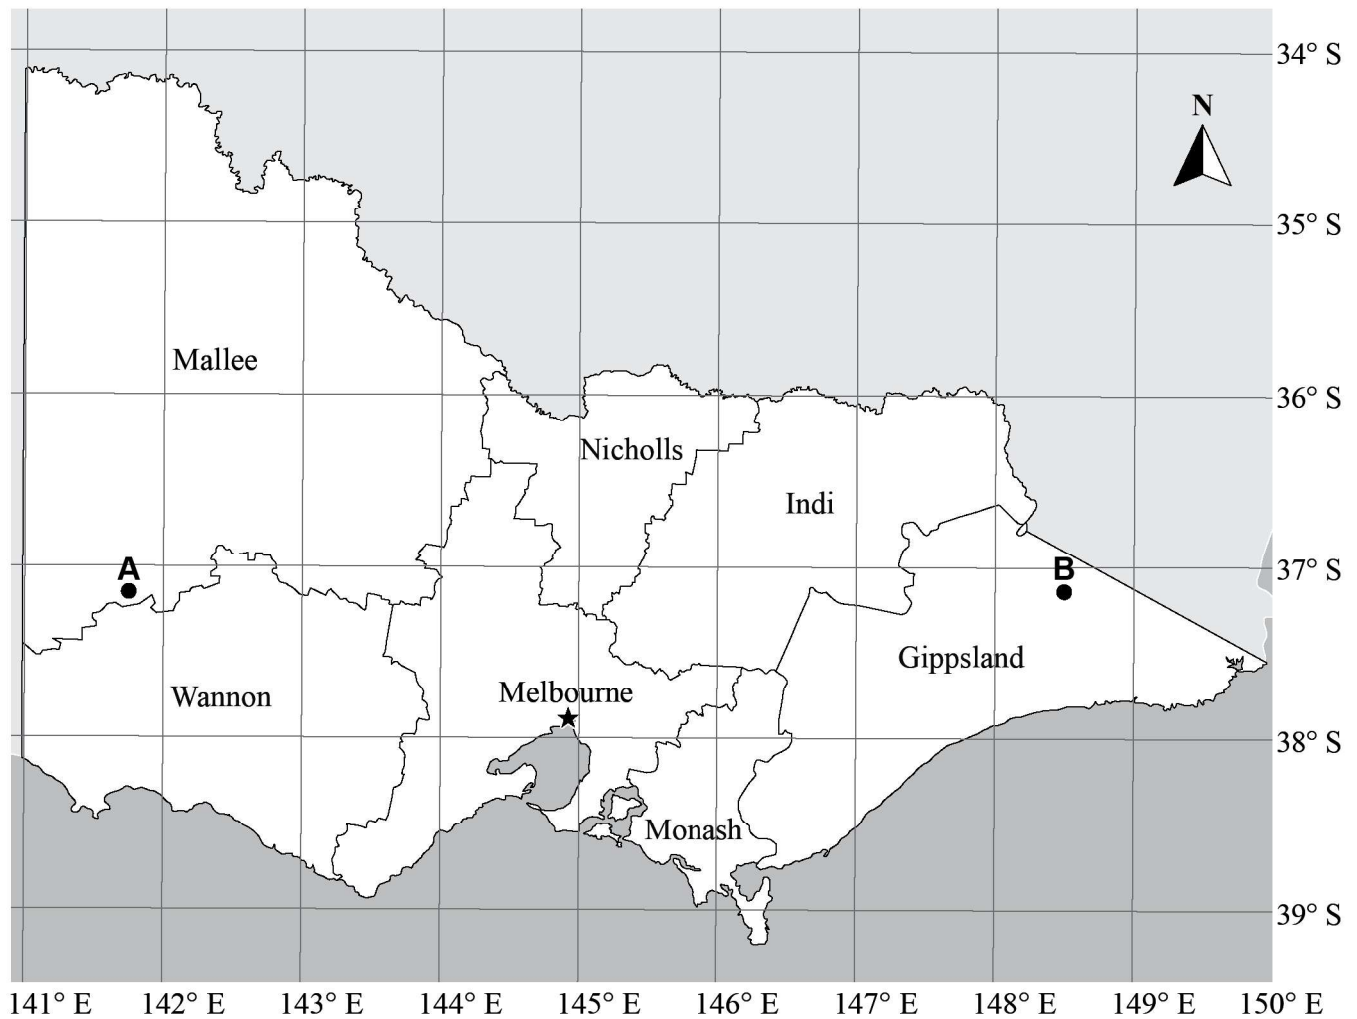 34° S
N
35° S
Mallee
36° S
Nicholls
Indi
A
B
37° S
Gippsland
Wannon
Melbourne
38° S
Monash
39° S
141° E
142° E
143° E
144° E
145° E
146° E
147° E
148° E
149° E
150° E